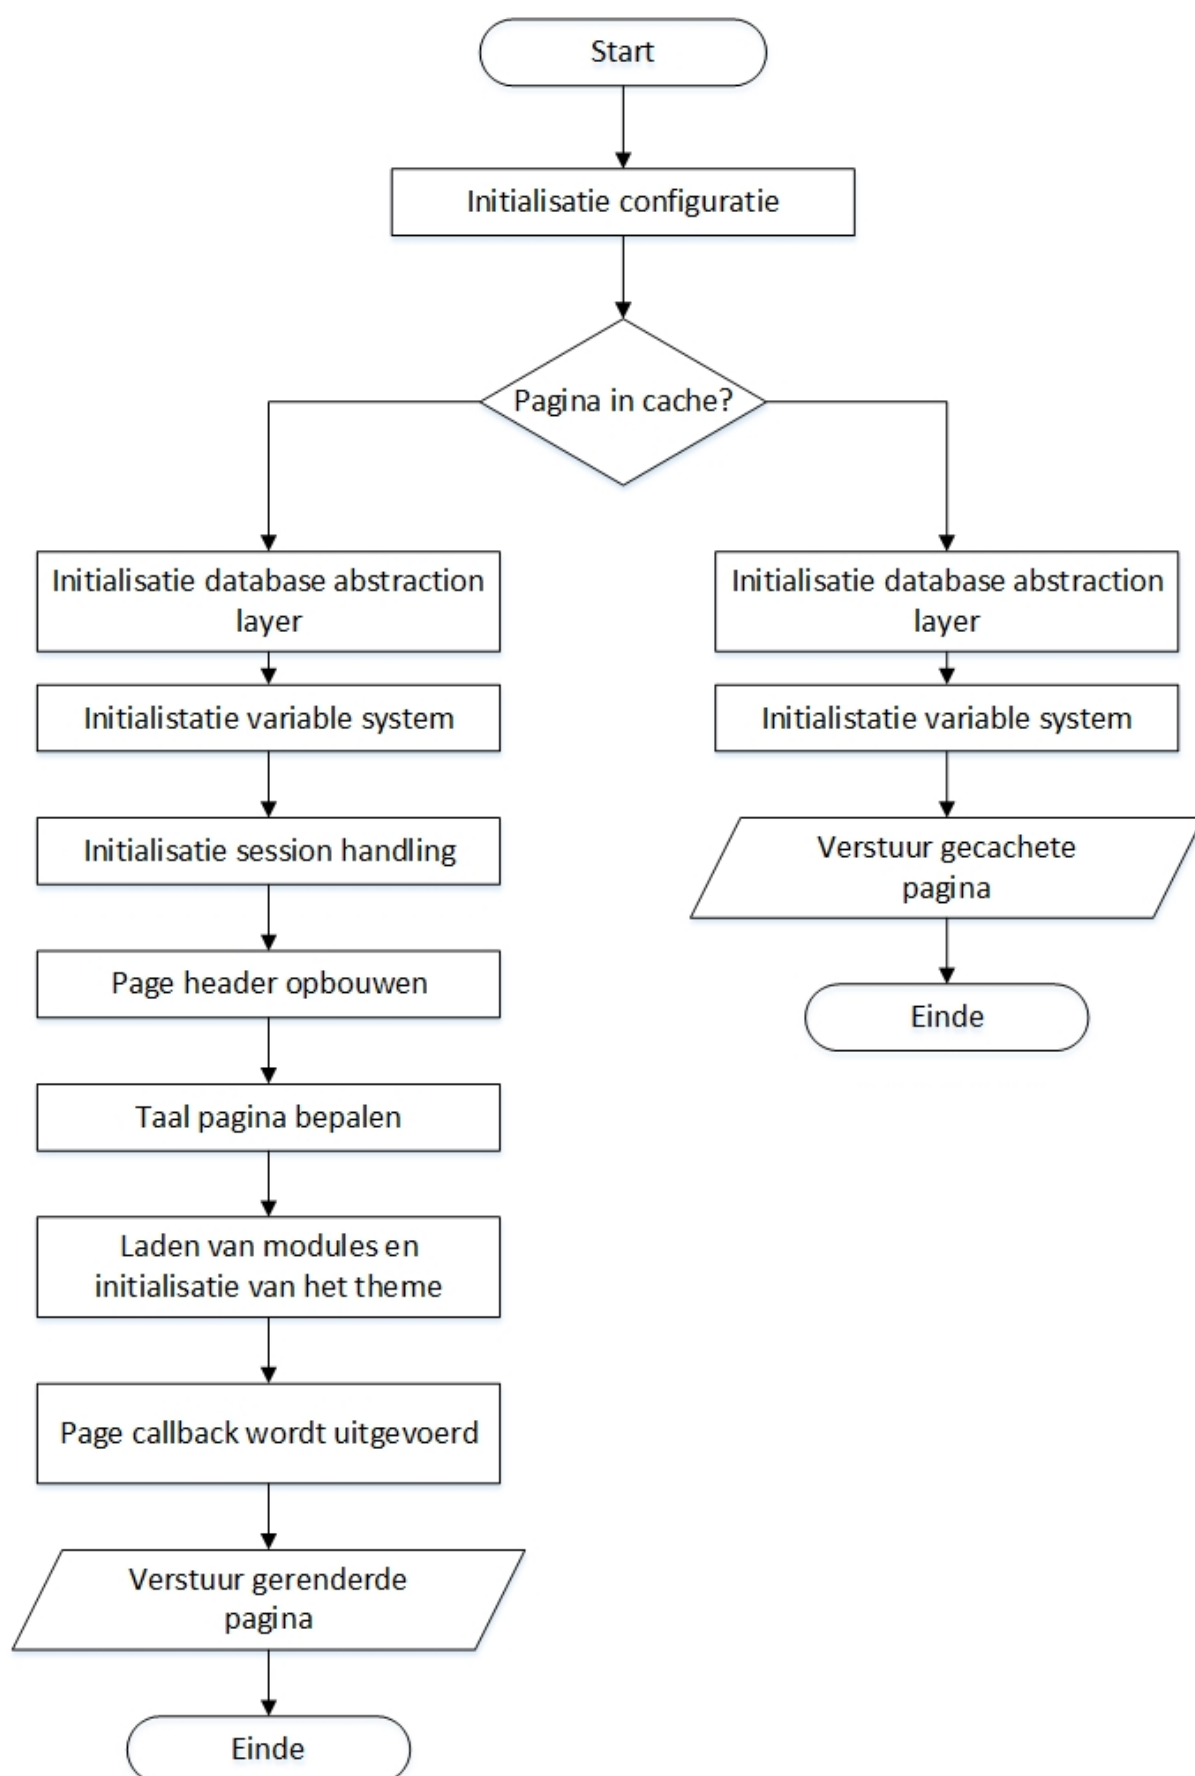 Start
Initialisatie configuratie
Pagina in cache?
Initialisatie database abstraction
layer
Initialistatie variable system
Initialisatie session handling
Page header opbouwen
Taal pagina bepalen
Laden van modules en
initialisatie van het theme
Page callback wordt uitgevoerd
Verstuur gerenderde
pagina
Einde
Initialisatie database abstraction
layer
Initialistatie variable system
Verstuur gecachete
pagina
Einde